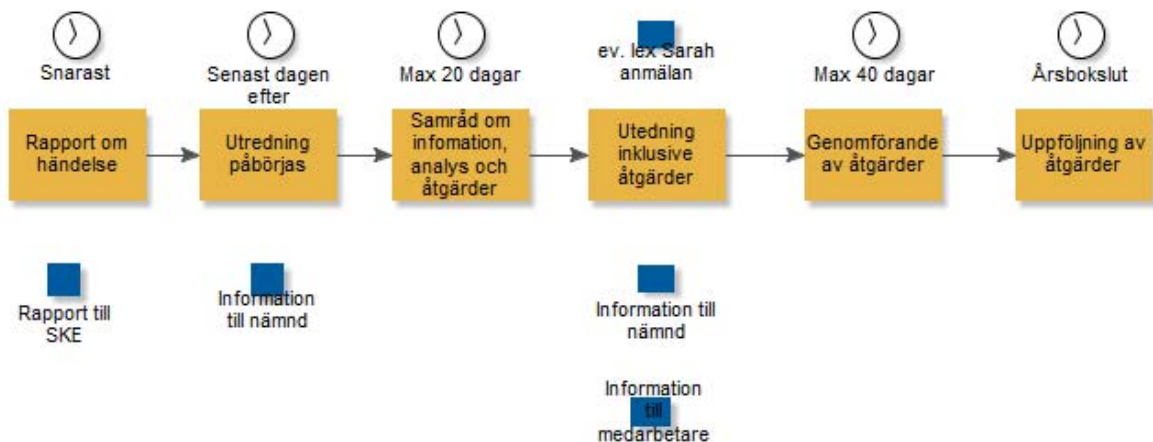 Snarast
Senast dagen
efter
Max 20 dagar
ev. lex Sarah
anmälan
Max 40 dagar
Årsbokslut
Rapport om
händelse
Utredning
påbörjas
Samråd om
infomation,
analys och
åtgärder
Utedning
inklusive
åtgärder
Genomförande
av åtgärder
Uppföljning av
åtgärder
Rapport till
SKE
Information
till nämnd
Information till
nämnd
Information
till
medarbetare